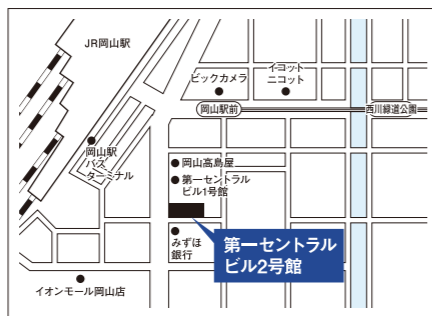 JR岡山駅
ビックカメラ
イコット
ニコット
岡山駅前
西川緑道公園
岡山駅
バス
ターミナル
岡山高島屋
第一セントラル
ビル1号館
みずほ
銀行
第一セントラル
ビル2号館
イオンモール岡山店